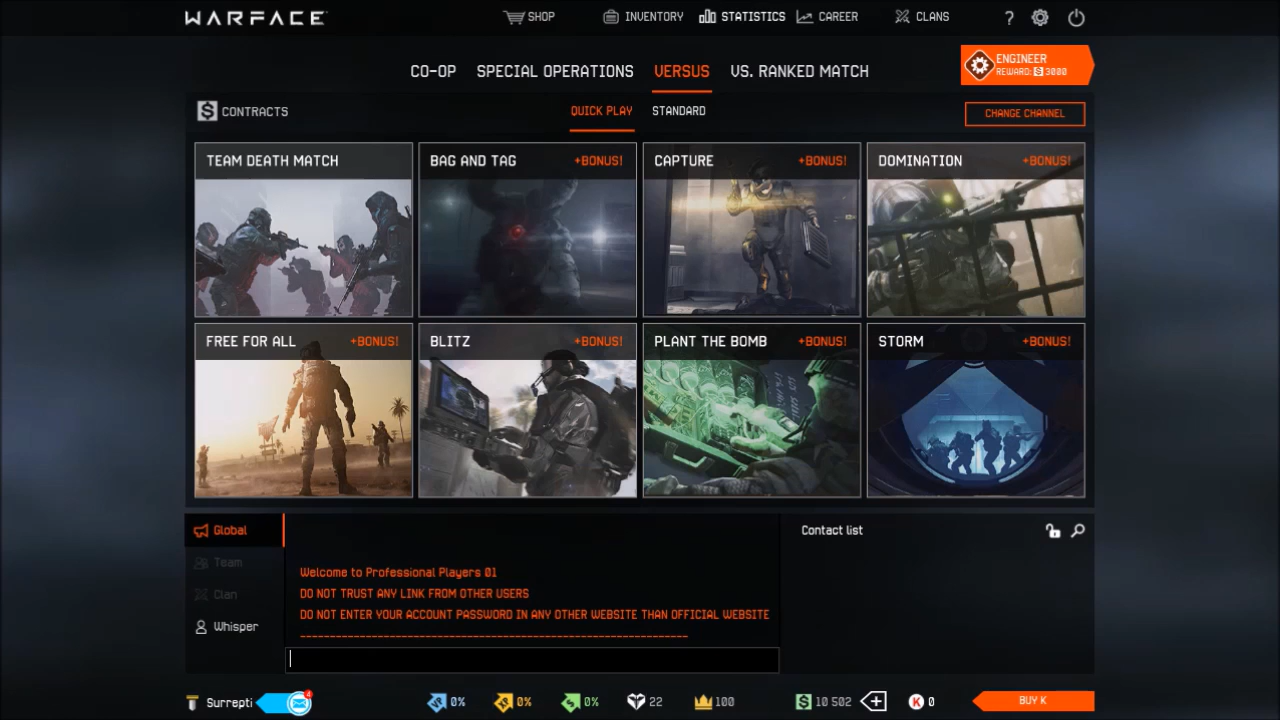 WARFACE
SHOP
INVENTORY
STATISTICS
CAREER
CLANS
?
CO-OP
SPECIAL OPERATIONS
VERSUS
VS. RANKED MATCH
ENGINEER
REWARD: $ 3000
$ CONTRACTS
QUICK PLAY
STANDARD
CHANGE CHANNEL
TEAM DEATH MATCH
BAG AND TAG +BONUS!
CAPTURE +BONUS!
DOMINATION +BONUS!
FREE FOR ALL +BONUS!
BLITZ +BONUS!
PLANT THE BOMB +BONUS!
STORM +BONUS!
Global
Team
Clan
Whisper
Welcome to Professional Players 01
DO NOT TRUST ANY LINK FROM OTHER USERS
DO NOT ENTER YOUR ACCOUNT PASSWORD IN ANY OTHER WEBSITE THAN OFFICIAL WEBSITE
----------------------------------------------------------------
Contact list
Surrepti
4
0%
0%
0%
22
100
$ 10 502
K 0
BUY K